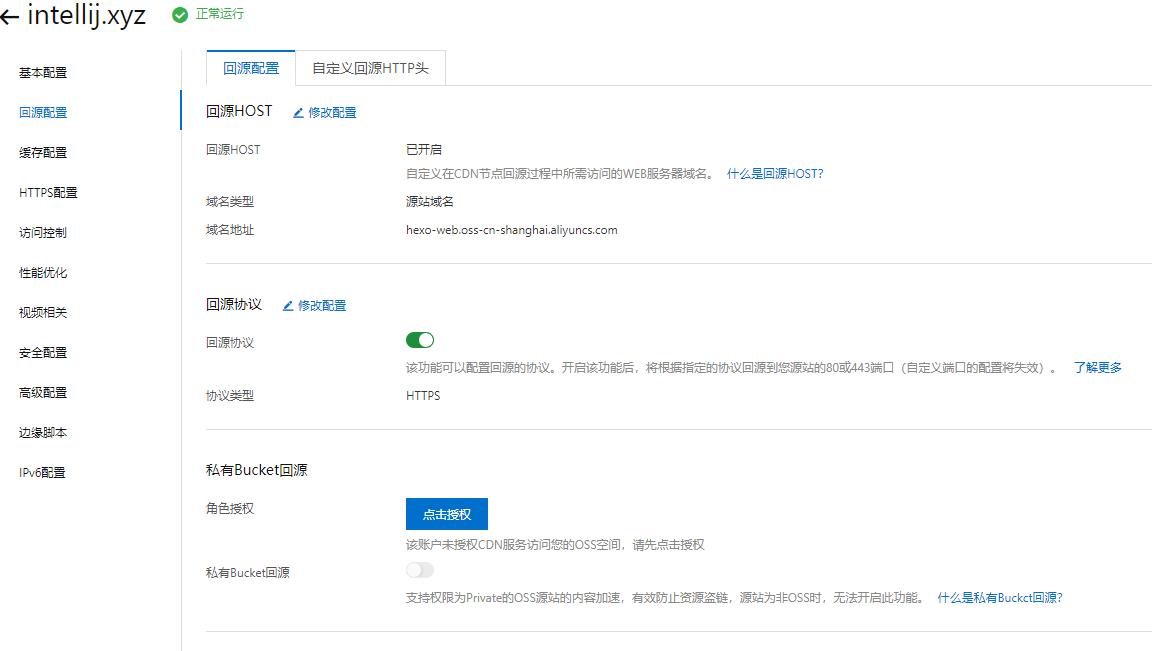 intellij.xyz 正常运行
基本配置
回源配置
缓存配置
HTTPS配置
访问控制
性能优化
视频相关
安全配置
高级配置
边缘脚本
IPv6配置
回源配置 自定义回源HTTP头
回源HOST 修改配置
回源HOST 已开启
自定义在CDN节点回源过程中所需访问的WEB服务器域名。 什么是回源HOST?
域名类型 源站域名
域名地址 hexo-web.oss-cn-shanghai.aliyuncs.com
回源协议 修改配置
回源协议
该功能可以配置回源的协议。开启该功能后，将根据指定的协议回源到您源站的80或443端口（自定义端口的配置将失效）。 了解更多
协议类型 HTTPS
私有Bucket回源
角色授权 点击授权
该账户未授权CDN服务访问您的OSS空间，请先点击授权
私有Bucket回源
支持权限为Private的OSS源站的内容加速，有效防止资源盗链，源站为非OSS时，无法开启此功能。 什么是私有Buckct回源?